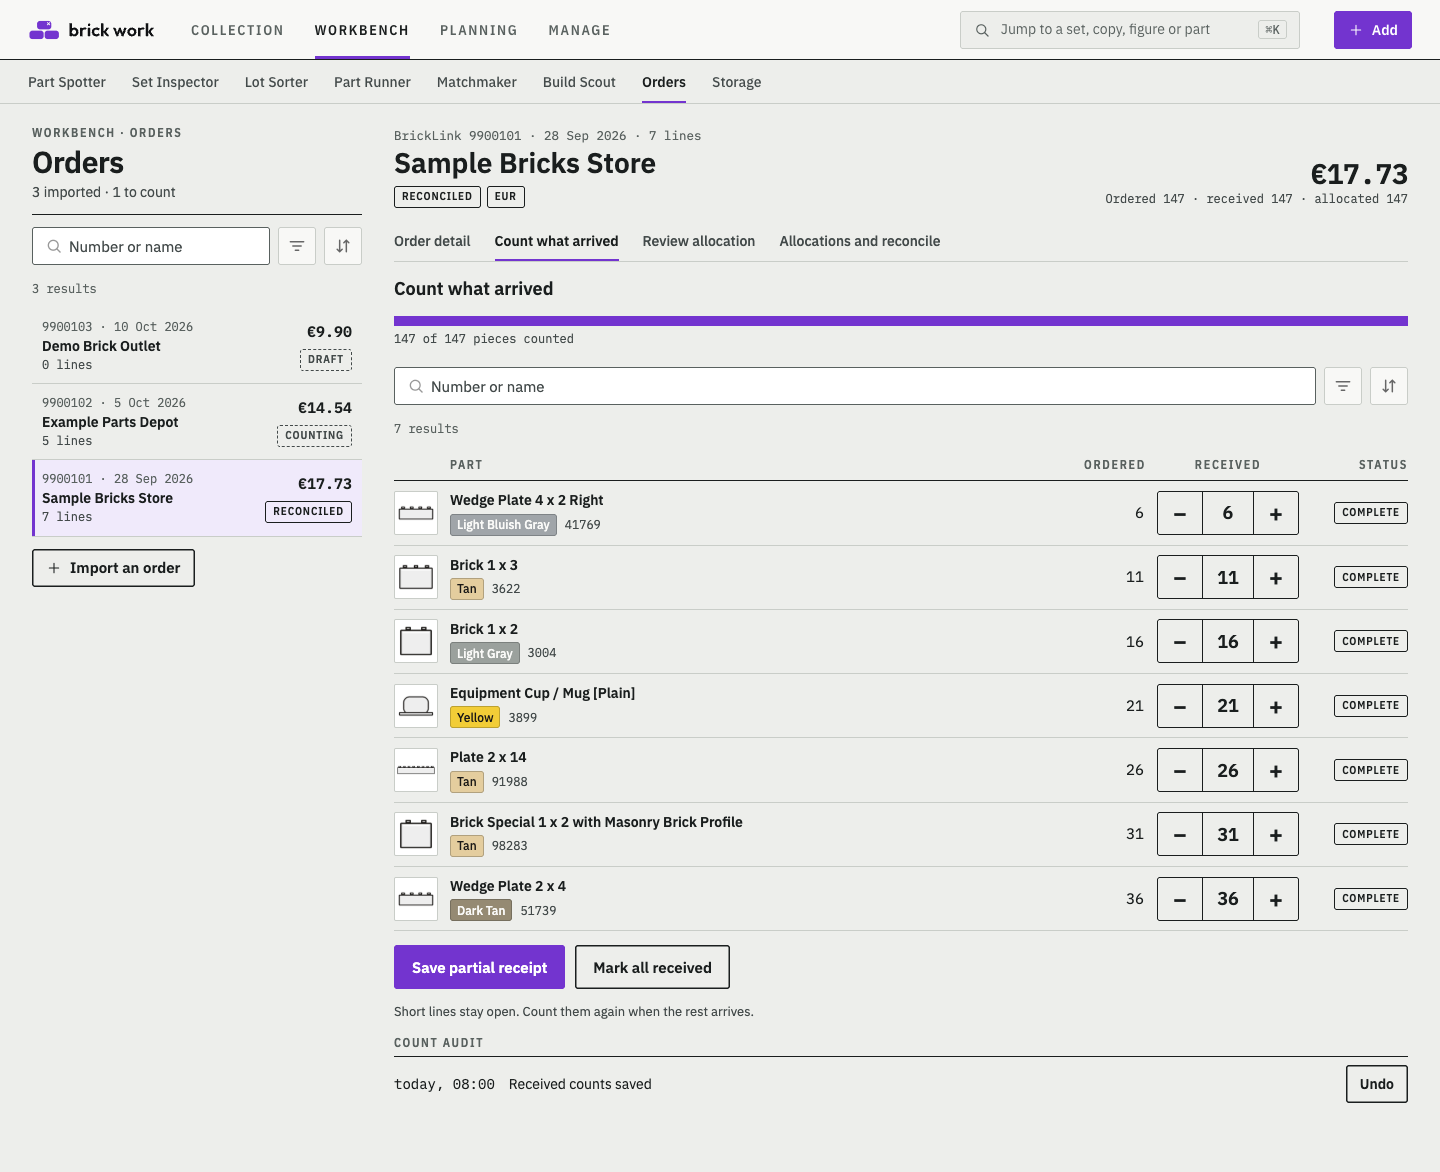 brick work
COLLECTION
WORKBENCH
PLANNING
MANAGE
Jump to a set, copy, figure or part
⌘K
+ Add
Part Spotter
Set Inspector
Lot Sorter
Part Runner
Matchmaker
Build Scout
Orders
Storage
WORKBENCH · ORDERS
Orders
3 imported · 1 to count
Number or name
3 results
9900103 · 10 Oct 2026
Demo Brick Outlet
0 lines
€9.90
DRAFT
9900102 · 5 Oct 2026
Example Parts Depot
5 lines
€14.54
COUNTING
9900101 · 28 Sep 2026
Sample Bricks Store
7 lines
€17.73
RECONCILED
+ Import an order
BrickLink 9900101 · 28 Sep 2026 · 7 lines
Sample Bricks Store
RECONCILED
EUR
€17.73
Ordered 147 · received 147 · allocated 147
Order detail
Count what arrived
Review allocation
Allocations and reconcile
Count what arrived
147 of 147 pieces counted
Number or name
7 results
PART
ORDERED
RECEIVED
STATUS
Wedge Plate 4 x 2 Right
Light Bluish Gray 41769
6
− 6 +
COMPLETE
Brick 1 x 3
Tan 3622
11
− 11 +
COMPLETE
Brick 1 x 2
Light Gray 3004
16
− 16 +
COMPLETE
Equipment Cup / Mug [Plain]
Yellow 3899
21
− 21 +
COMPLETE
Plate 2 x 14
Tan 91988
26
− 26 +
COMPLETE
Brick Special 1 x 2 with Masonry Brick Profile
Tan 98283
31
− 31 +
COMPLETE
Wedge Plate 2 x 4
Dark Tan 51739
36
− 36 +
COMPLETE
Save partial receipt
Mark all received
Short lines stay open. Count them again when the rest arrives.
COUNT AUDIT
today, 08:00 Received counts saved
Undo